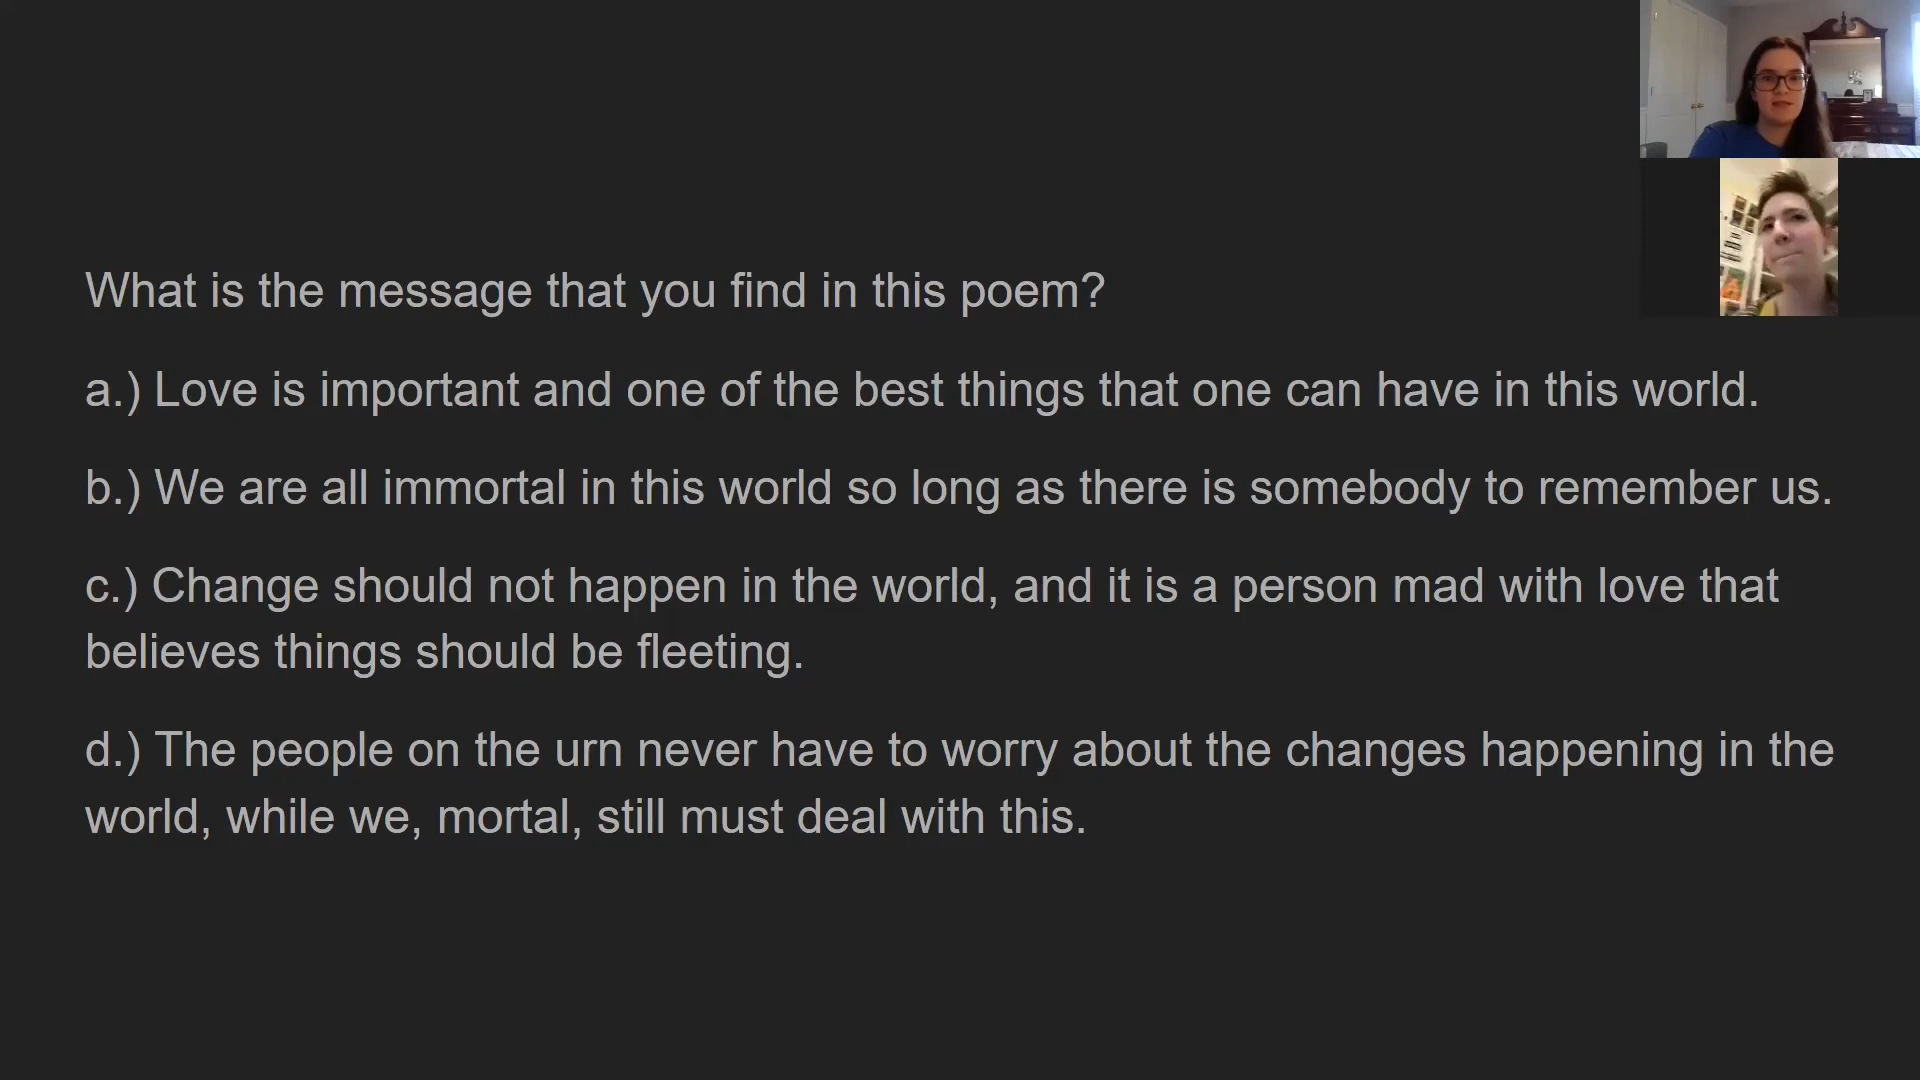 What is the message that you find in this poem?
a.) Love is important and one of the best things that one can have in this world.
b.) We are all immortal in this world so long as there is somebody to remember us.
c.) Change should not happen in the world, and it is a person mad with love that
believes things should be fleeting.
d.) The people on the urn never have to worry about the changes happening in the
world, while we, mortal, still must deal with this.